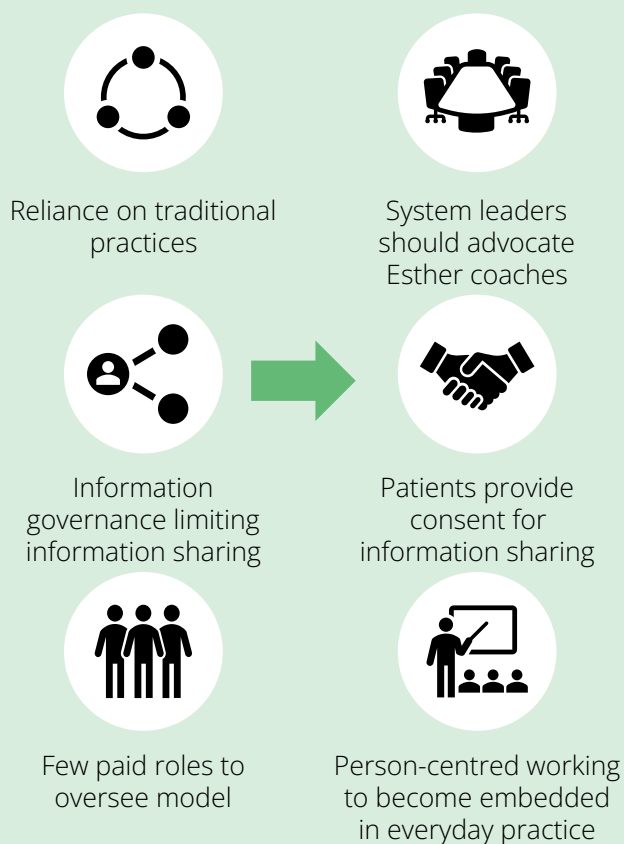 Reliance on traditional
practices
System leaders
should advocate
Esther coaches
Information
governance limiting
information sharing
Patients provide
consent for
information sharing
Few paid roles to
oversee model
Person-centred working
to become embedded
in everyday practice